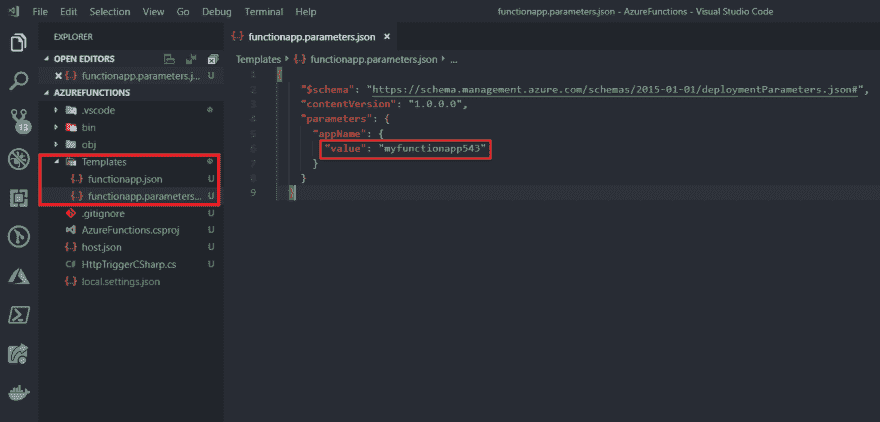 File Edit Selection View Go Debug Terminal Help
functionapp.parameters.json - AzureFunctions - Visual Studio Code
EXPLORER
OPEN EDITORS
functionapp.parameters.j... U
AZUREFUNCTIONS
.vscode
bin
obj
Templates
functionapp.json U
functionapp.parameters... U
.gitignore U
AzureFunctions.csproj U
host.json U
C# HttpTriggerCSharp.cs U
local.settings.json
13
functionapp.parameters.json
Templates functionapp.parameters.json ...
1 {
2 "$schema": "https://schema.management.azure.com/schemas/2015-01-01/deploymentParameters.json#",
3 "contentVersion": "1.0.0.0",
4 "parameters": {
5 "appName": {
6 "value": "myfunctionapp543"
7 }
8 }
9 }